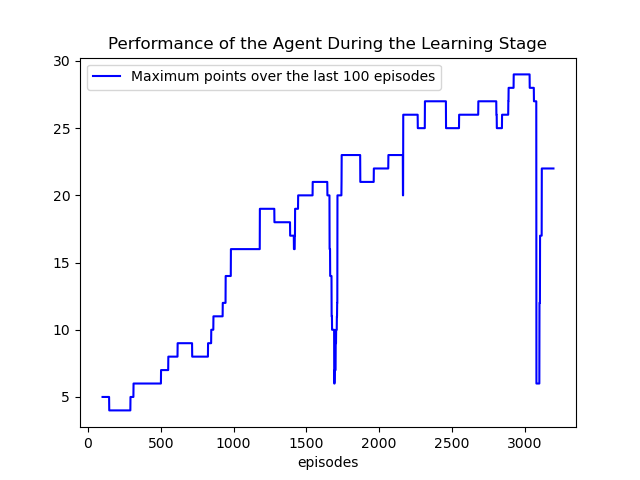 Performance of the Agent During the Learning Stage
Maximum points over the last 100 episodes
30
25
20
15
10
5
0 500 1000 1500 2000 2500 3000
episodes